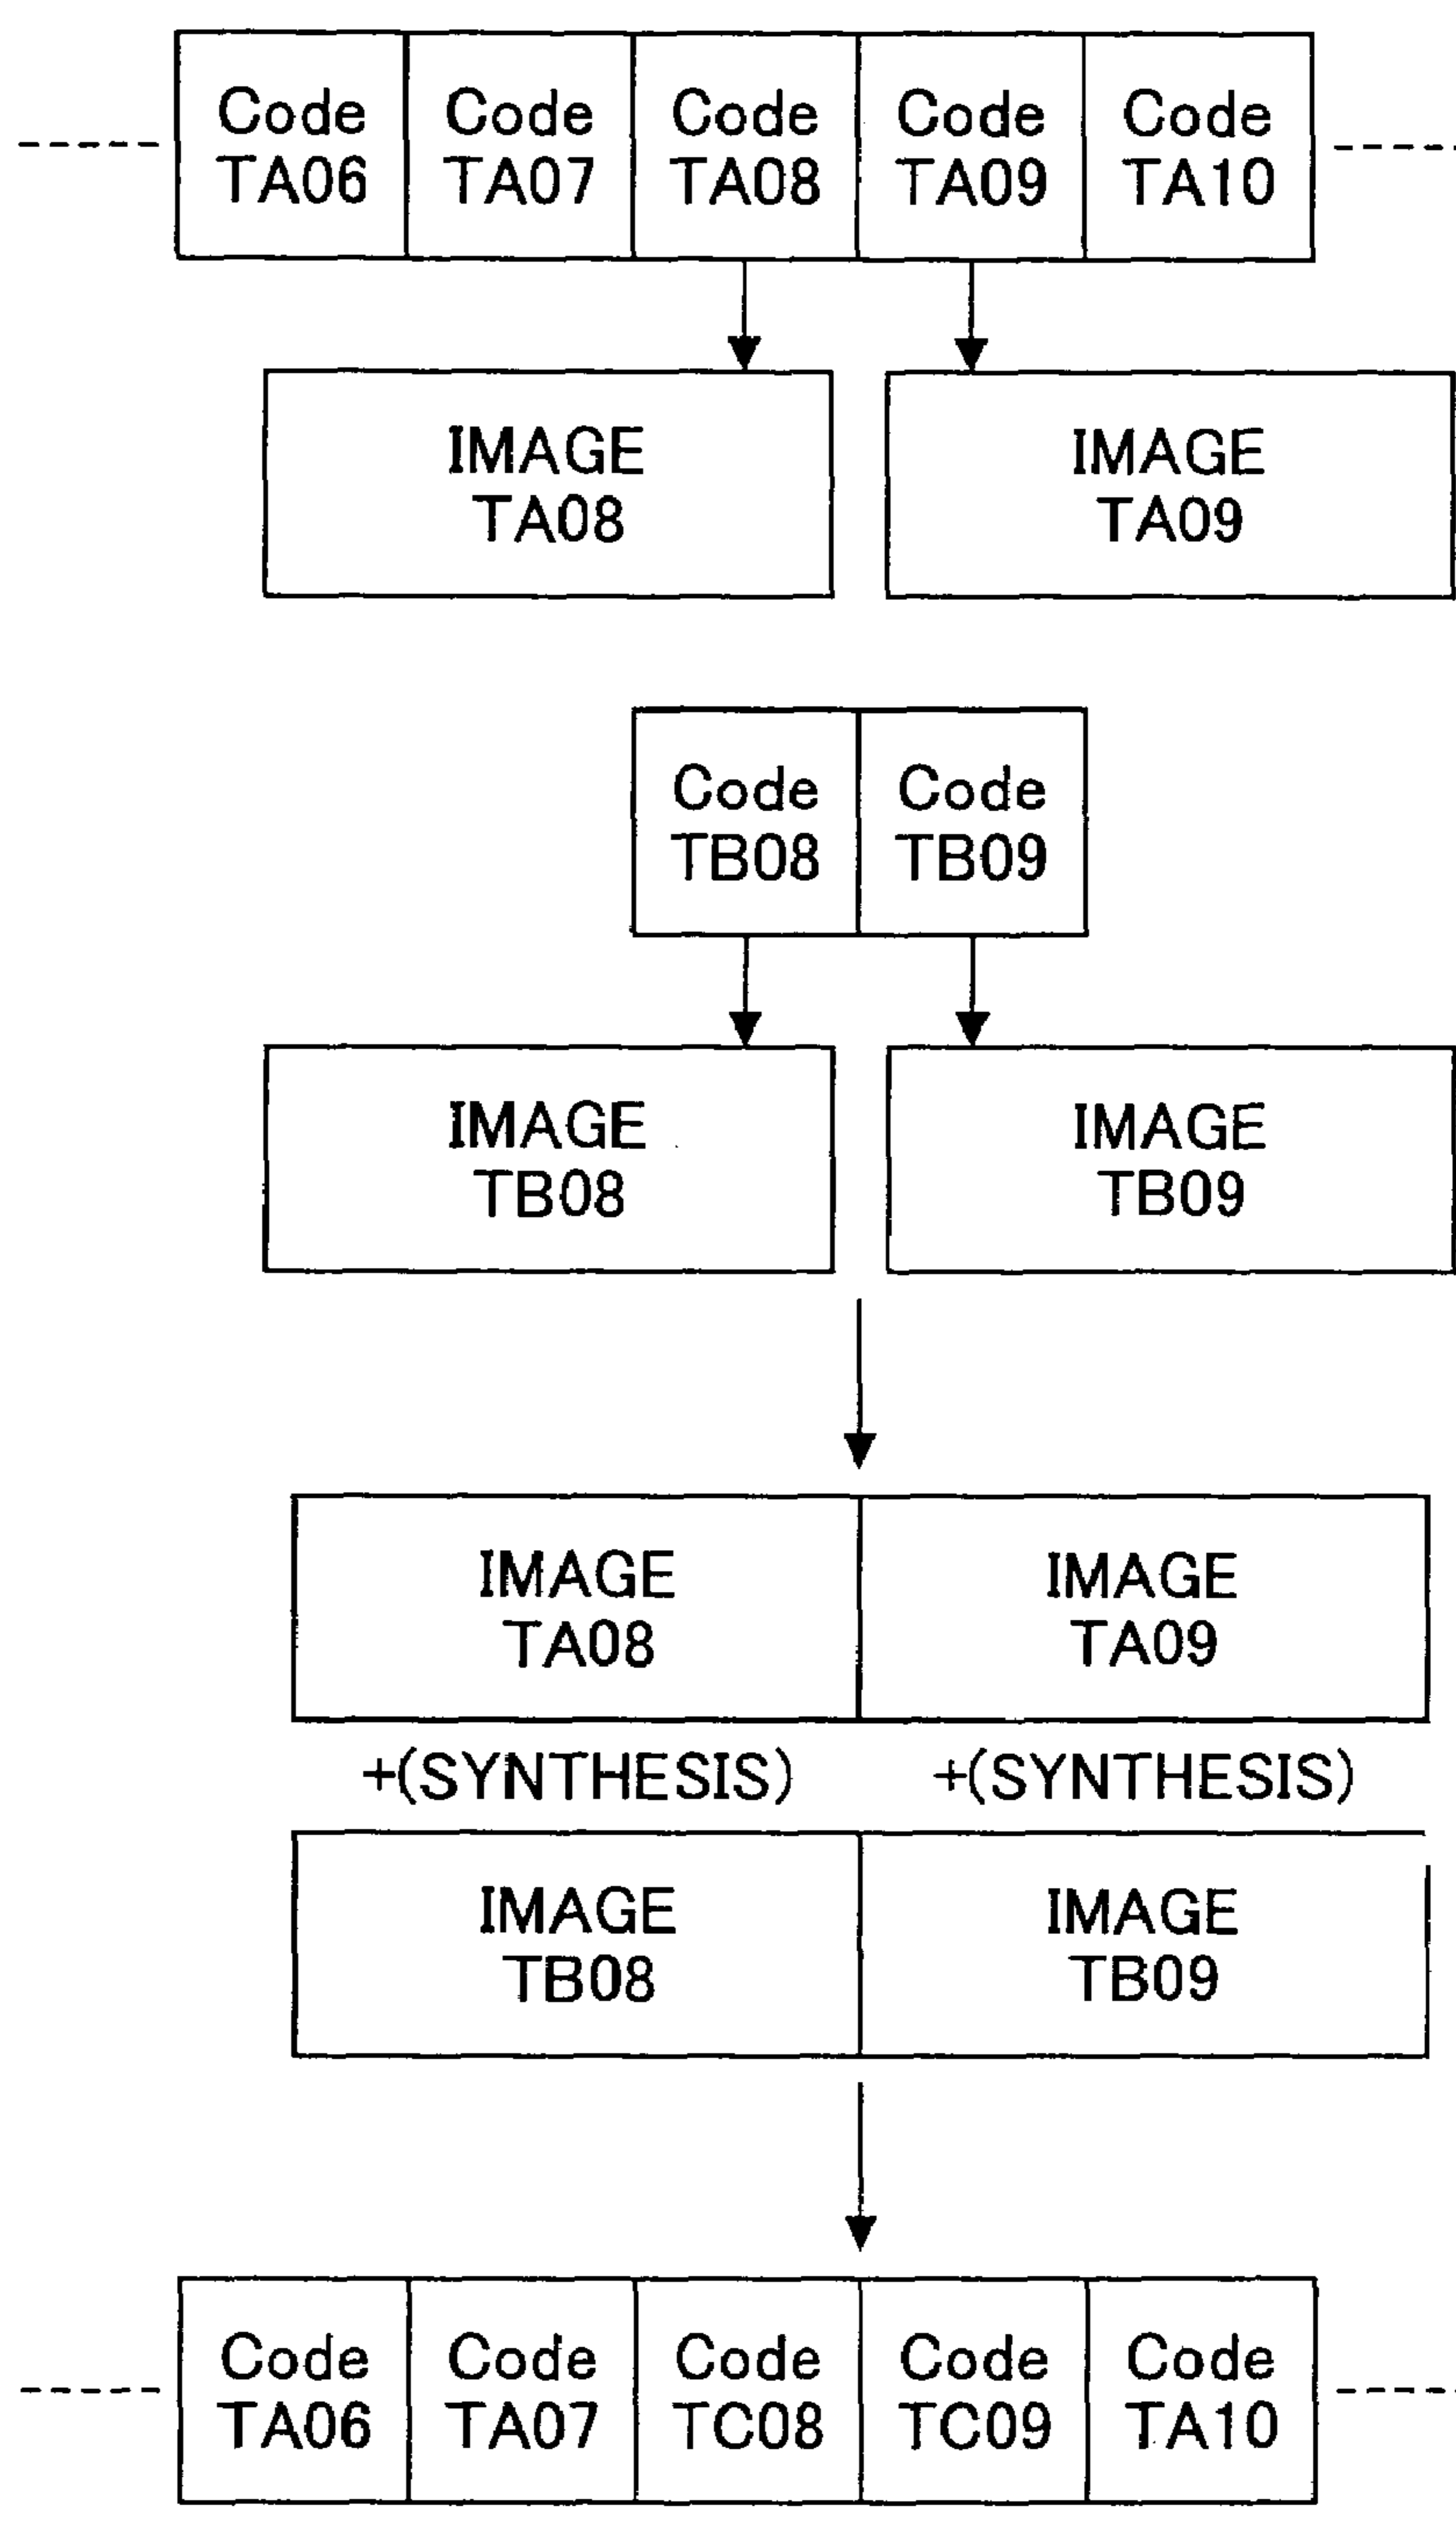 Code Code Code Code Code
TA06 TA07 TA08 TA09 TA10
IMAGE IMAGE
TA08 TA09
Code Code
TB08 TB09
IMAGE IMAGE
TB08 TB09
IMAGE IMAGE
TA08 TA09
+(SYNTHESIS) +(SYNTHESIS)
IMAGE IMAGE
TB08 TB09
Code Code Code Code Code
TA06 TA07 TC08 TC09 TA10